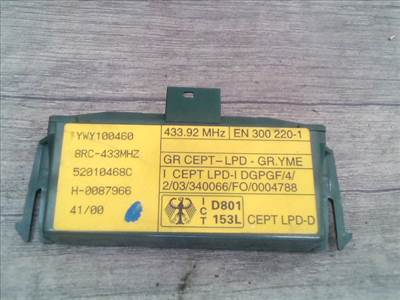 YWY100460
8RC-433MHZ
52010468C
H-0087966
41/00
433.92 MHz EN 300 220-1
GR CEPT-LPD - GR.YME
I CEPT LPD-I DGPGF/4/
2/03/340066/FO/0004788
ICT D801
153L CEPT LPD-D